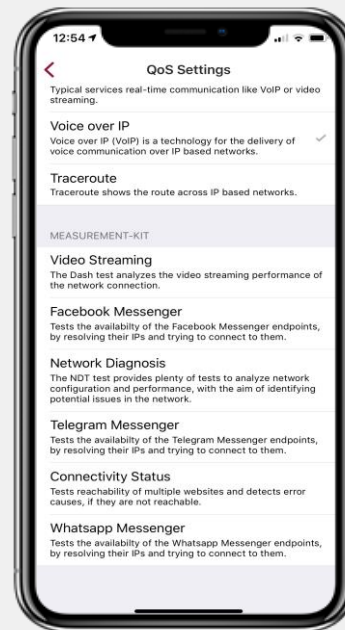 12:54
QoS Settings
Typical services real-time communication like VoIP or video
streaming.
Voice over IP
Voice over IP (VoIP) is a technology for the delivery of
voice communication over IP based networks.
Traceroute
Traceroute shows the route across IP based networks.
MEASUREMENT-KIT
Video Streaming
The Dash test analyzes the video streaming performance of
the network connection.
Facebook Messenger
Tests the availabilty of the Facebook Messenger endpoints,
by resolving their IPs and trying to connect to them.
Network Diagnosis
The NDT test provides plenty of tests to analyze network
configuration and performance, with the aim of identifying
potential issues in the network.
Telegram Messenger
Tests the availabilty of the Telegram Messenger endpoints,
by resolving their IPs and trying to connect to them.
Connectivity Status
Tests reachability of multiple websites and detects error
causes, if they are not reachable.
Whatsapp Messenger
Tests the availabilty of the Whatsapp Messenger endpoints,
by resolving their IPs and trying to connect to them.